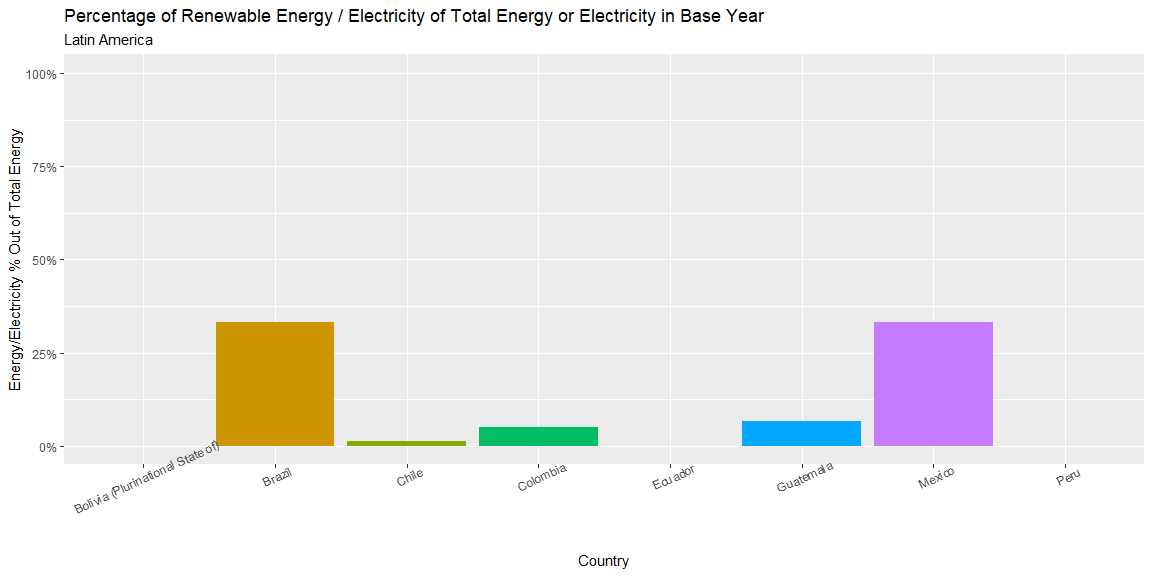 Percentage of Renewable Energy / Electricity of Total Energy or Electricity in Base Year
Latin America
Energy/Electricity % Out of Total Energy
100%
75%
50%
25%
0%
Bolivia (Plurinational State of)
Brazil
Chile
Colombia
Ecuador
Guatemala
Mexico
Peru
Country